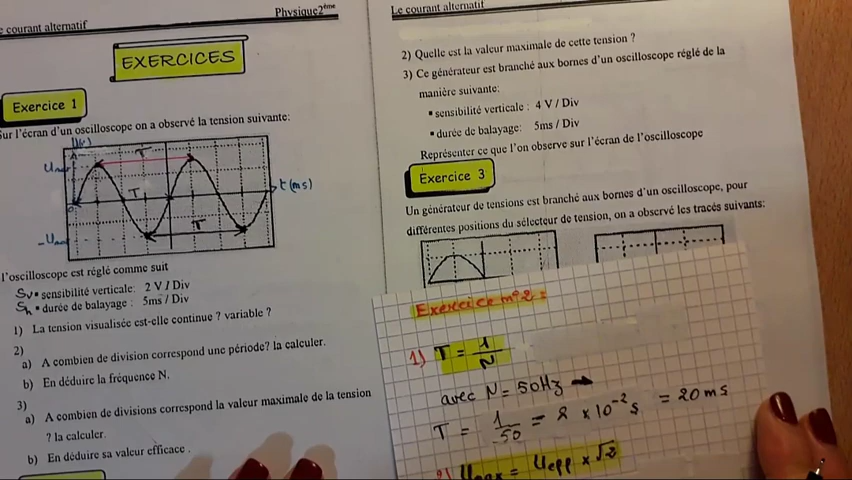 e courant alternatif
Physique2ème
EXERCICES
Exercice 1
Sur l'écran d'un oscilloscope on a observé la tension suivante:
T
T
T
t(ms)
l'oscilloscope est réglé comme suit
Sv ▪ sensibilité verticale: 2 V / Div
Sh ▪ durée de balayage : 5ms / Div
1) La tension visualisée est-elle continue ? variable ?
2)
a) A combien de division correspond une période? la calculer.
b) En déduire la fréquence N.
3)
a) A combien de divisions correspond la valeur maximale de la tension
? la calculer.
b) En déduire sa valeur efficace .
Le courant alternatif
2) Quelle est la valeur maximale de cette tension ?
3) Ce générateur est branché aux bornes d'un oscilloscope réglé de la
manière suivante:
▪ sensibilité verticale : 4 V / Div
▪ durée de balayage: 5ms / Div
Représenter ce que l'on observe sur l'écran de l'oscilloscope
Exercice 3
Un générateur de tensions est branché aux bornes d'un oscilloscope, pour
différentes positions du sélecteur de tension, on a observé les tracés suivants:
Exercice n°2 :
1) T = 1/N
avec N = 50Hz →
T = 1/50 = 2 × 10⁻² s = 20 ms
2) Umax = Ueff × √2